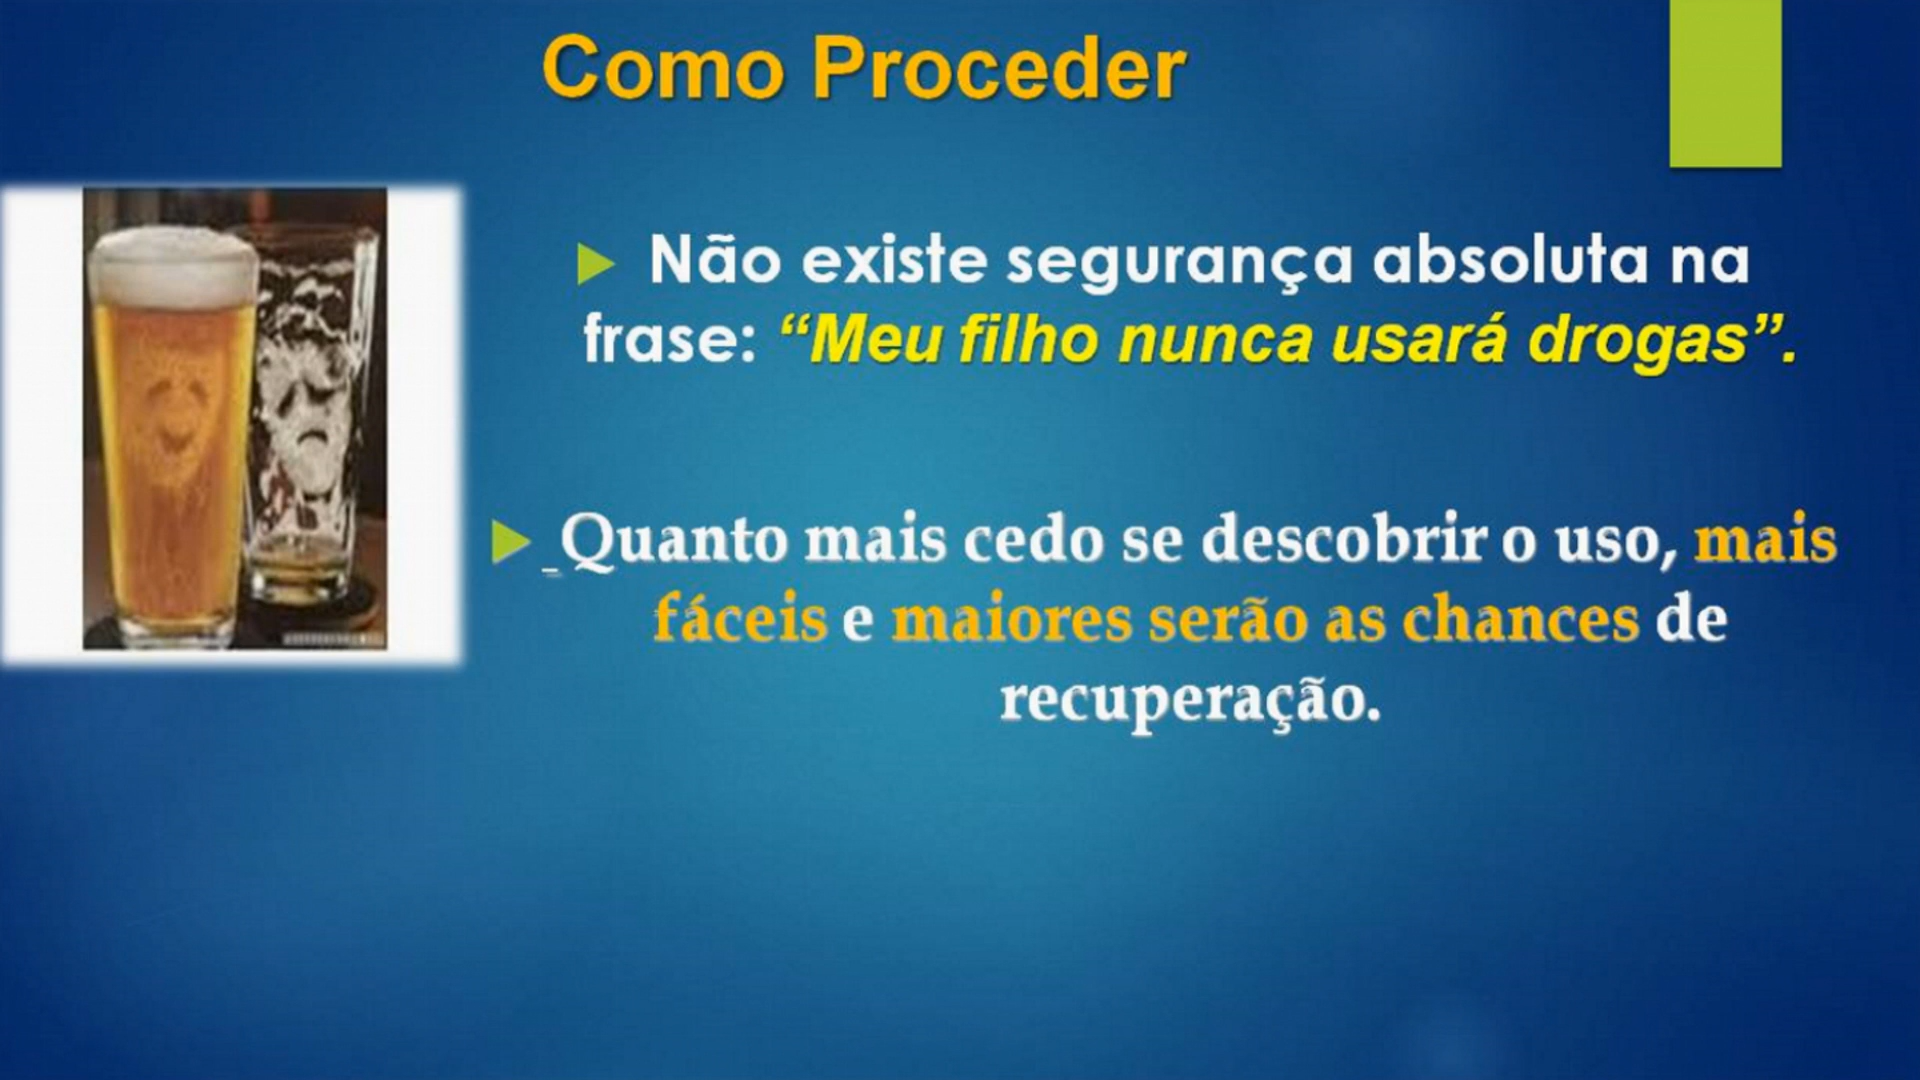 Como Proceder
Não existe segurança absoluta na
frase: “Meu filho nunca usará drogas”.
_Quanto mais cedo se descobrir o uso, mais
fáceis e maiores serão as chances de
recuperação.